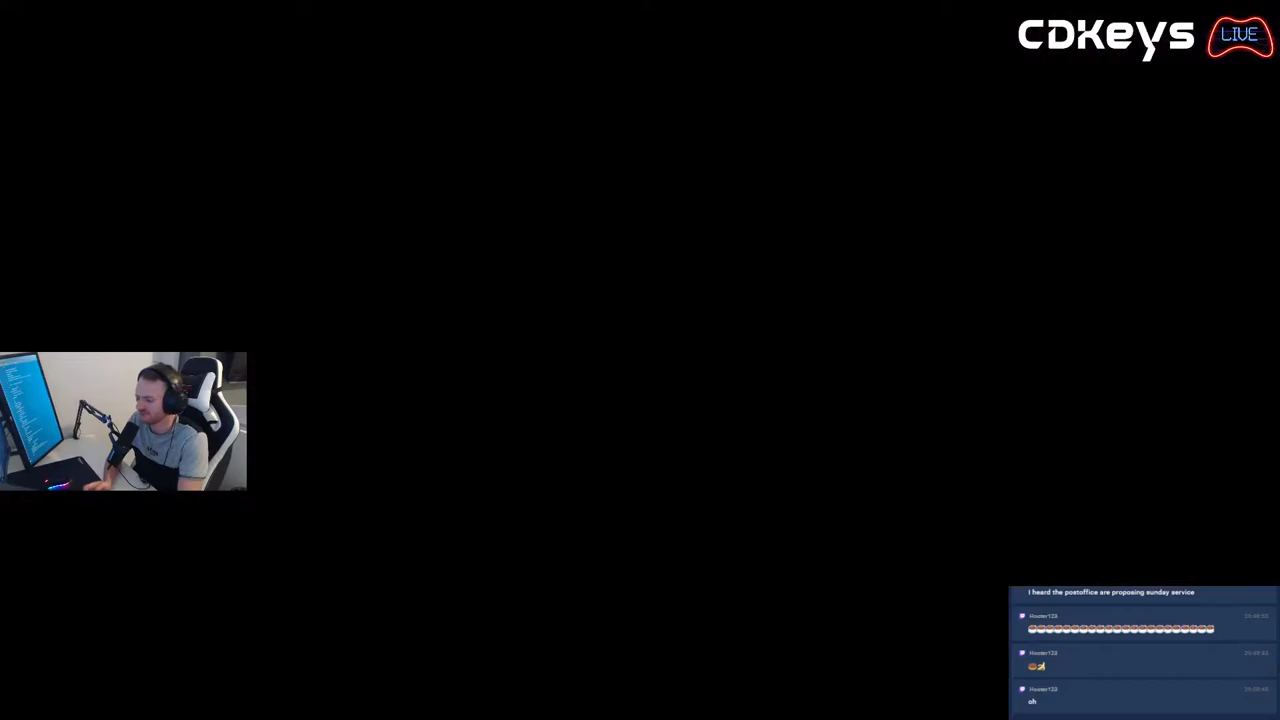 CDKeys
LIVE
I heard the postoffice are proposing sunday service
Hooter123
Hooter123
Hooter123
oh